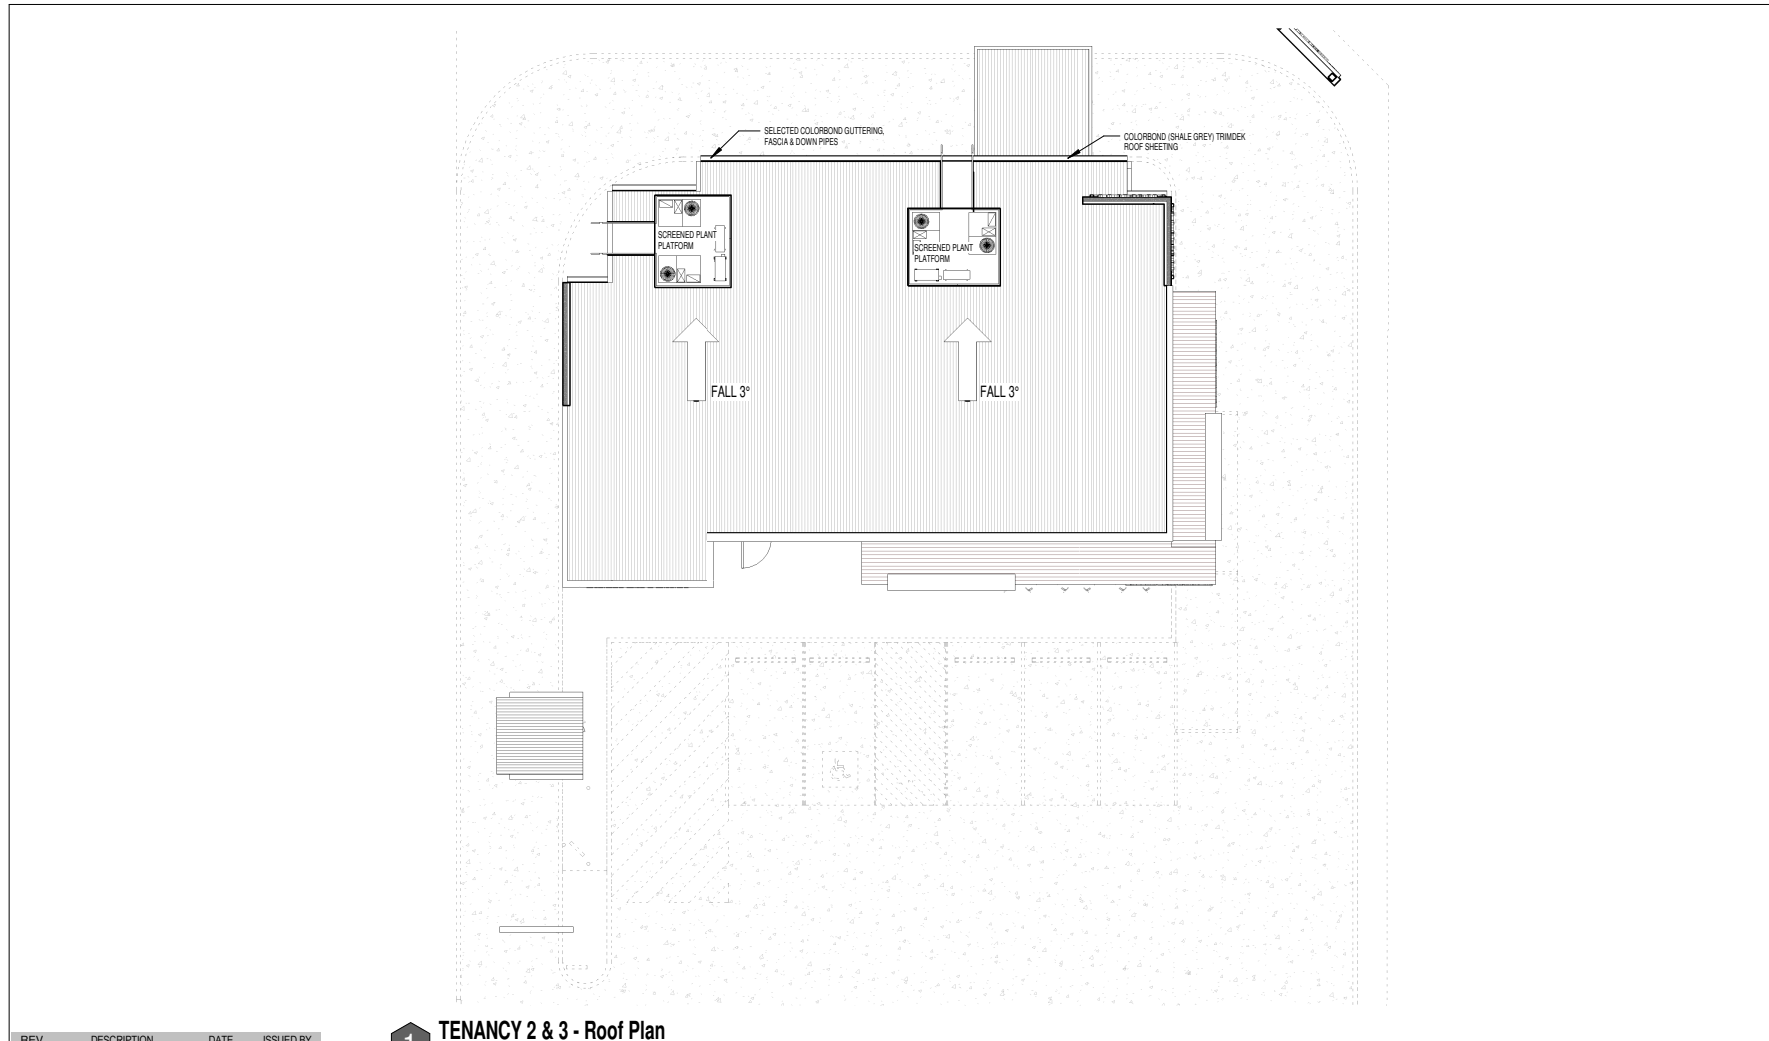 SELECTED COLORBOND GUTTERING,
FASCIA & DOWN PIPES
COLORBOND (SHALE GREY) TRIMDEK
ROOF SHEETING
SCREENED PLANT
PLATFORM
SCREENED PLANT
PLATFORM
FALL 3°
FALL 3°
1
TENANCY 2 & 3 - Roof Plan
REV DESCRIPTION DATE ISSUED BY